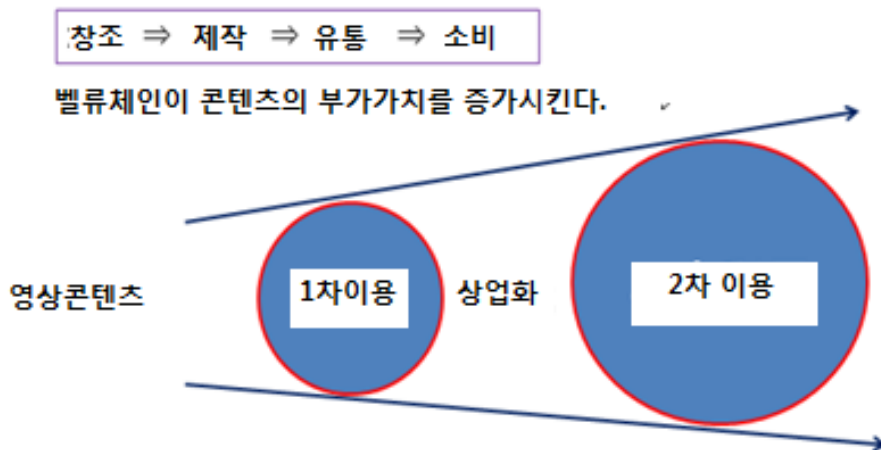 창조 ⇒ 제작 ⇒ 유통 ⇒ 소비
벨류체인이 콘텐츠의 부가가치를 증가시킨다.
영상콘텐츠 1차이용 상업화 2차 이용